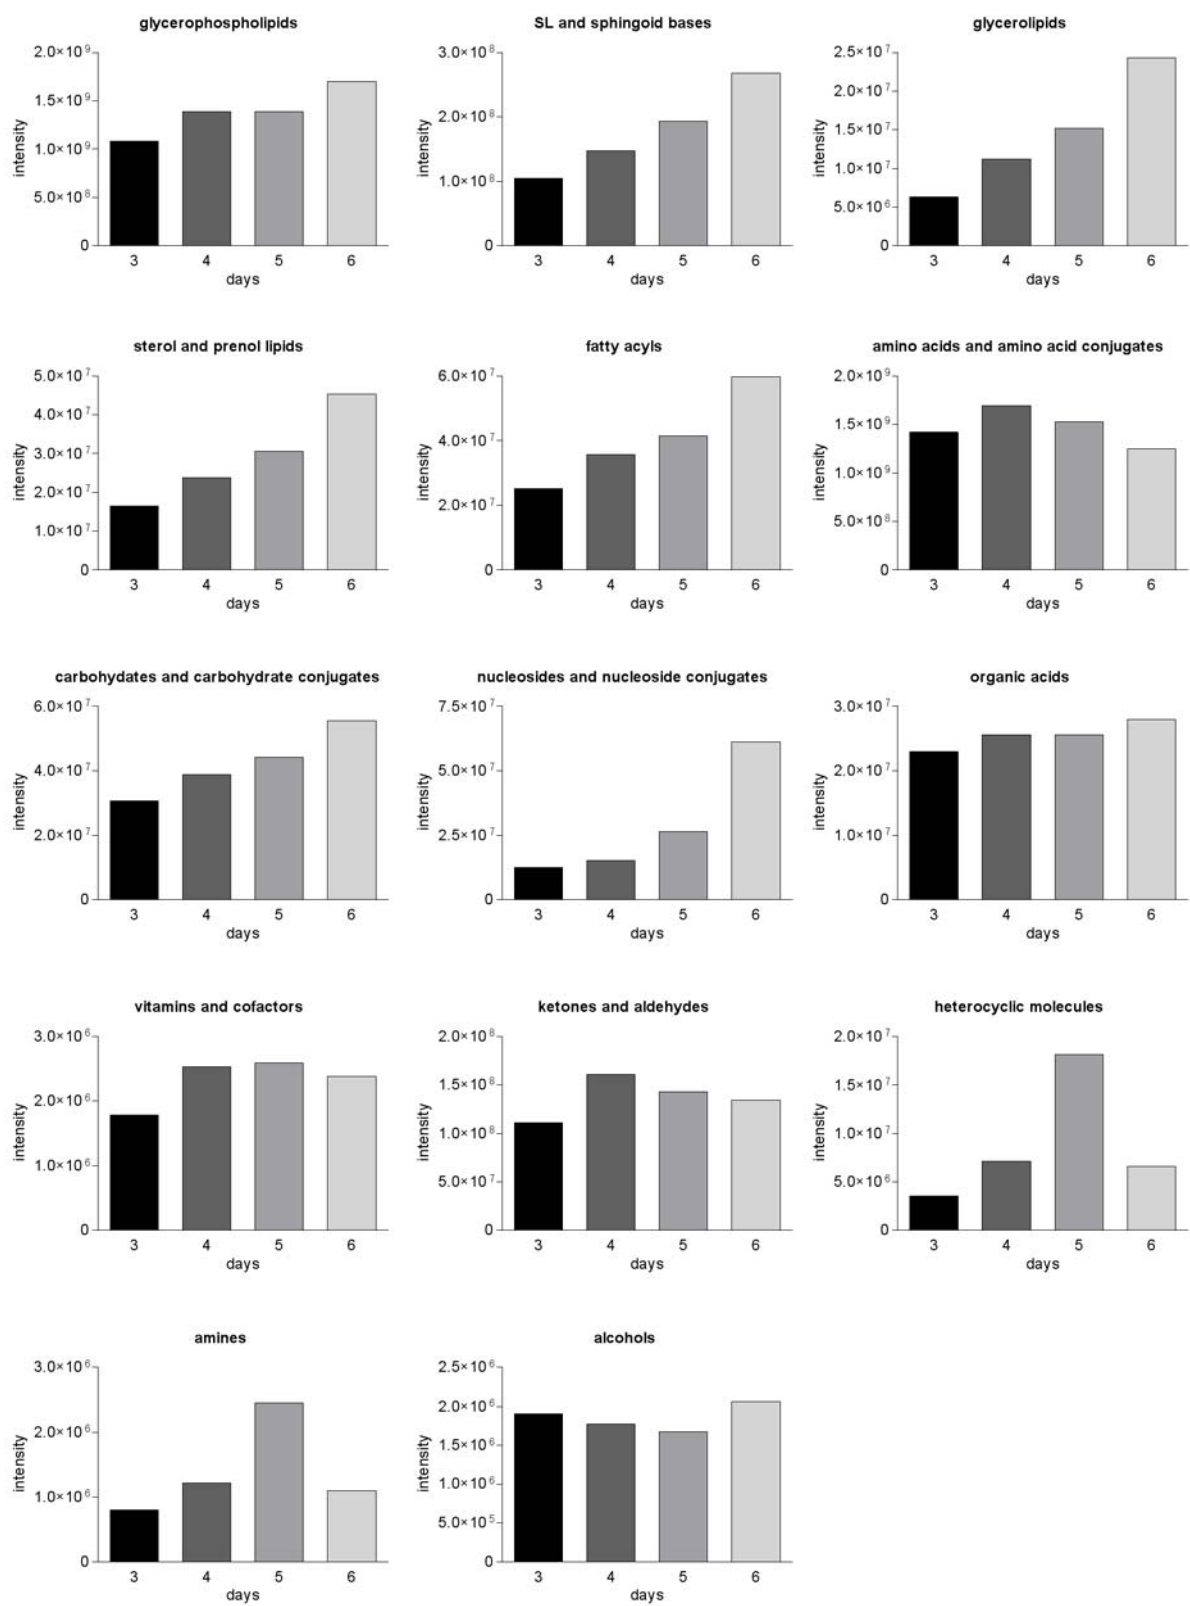 glycerophospholipids
2.0×10⁹
1.5×10⁹
1.0×10⁹
5.0×10⁸
0
intensity
3 4 5 6
days
SL and sphingoid bases
3.0×10⁸
2.0×10⁸
1.0×10⁸
0
intensity
3 4 5 6
days
glycerolipids
2.5×10⁷
2.0×10⁷
1.5×10⁷
1.0×10⁷
5.0×10⁶
0
intensity
3 4 5 6
days
sterol and prenol lipids
5.0×10⁷
4.0×10⁷
3.0×10⁷
2.0×10⁷
1.0×10⁷
0
intensity
3 4 5 6
days
fatty acyls
6.0×10⁷
4.0×10⁷
2.0×10⁷
0
intensity
3 4 5 6
days
amino acids and amino acid conjugates
2.0×10⁹
1.5×10⁹
1.0×10⁹
5.0×10⁸
0
intensity
3 4 5 6
days
carbohydates and carbohydrate conjugates
6.0×10⁷
4.0×10⁷
2.0×10⁷
0
intensity
3 4 5 6
days
nucleosides and nucleoside conjugates
7.5×10⁷
5.0×10⁷
2.5×10⁷
0
intensity
3 4 5 6
days
organic acids
3.0×10⁷
2.0×10⁷
1.0×10⁷
0
intensity
3 4 5 6
days
vitamins and cofactors
3.0×10⁶
2.0×10⁶
1.0×10⁶
0
intensity
3 4 5 6
days
ketones and aldehydes
2.0×10⁸
1.5×10⁸
1.0×10⁸
5.0×10⁷
0
intensity
3 4 5 6
days
heterocyclic molecules
2.0×10⁷
1.5×10⁷
1.0×10⁷
5.0×10⁶
0
intensity
3 4 5 6
days
amines
3.0×10⁶
2.0×10⁶
1.0×10⁶
0
intensity
3 4 5 6
days
alcohols
2.5×10⁶
2.0×10⁶
1.5×10⁶
1.0×10⁶
5.0×10⁵
0
intensity
3 4 5 6
days